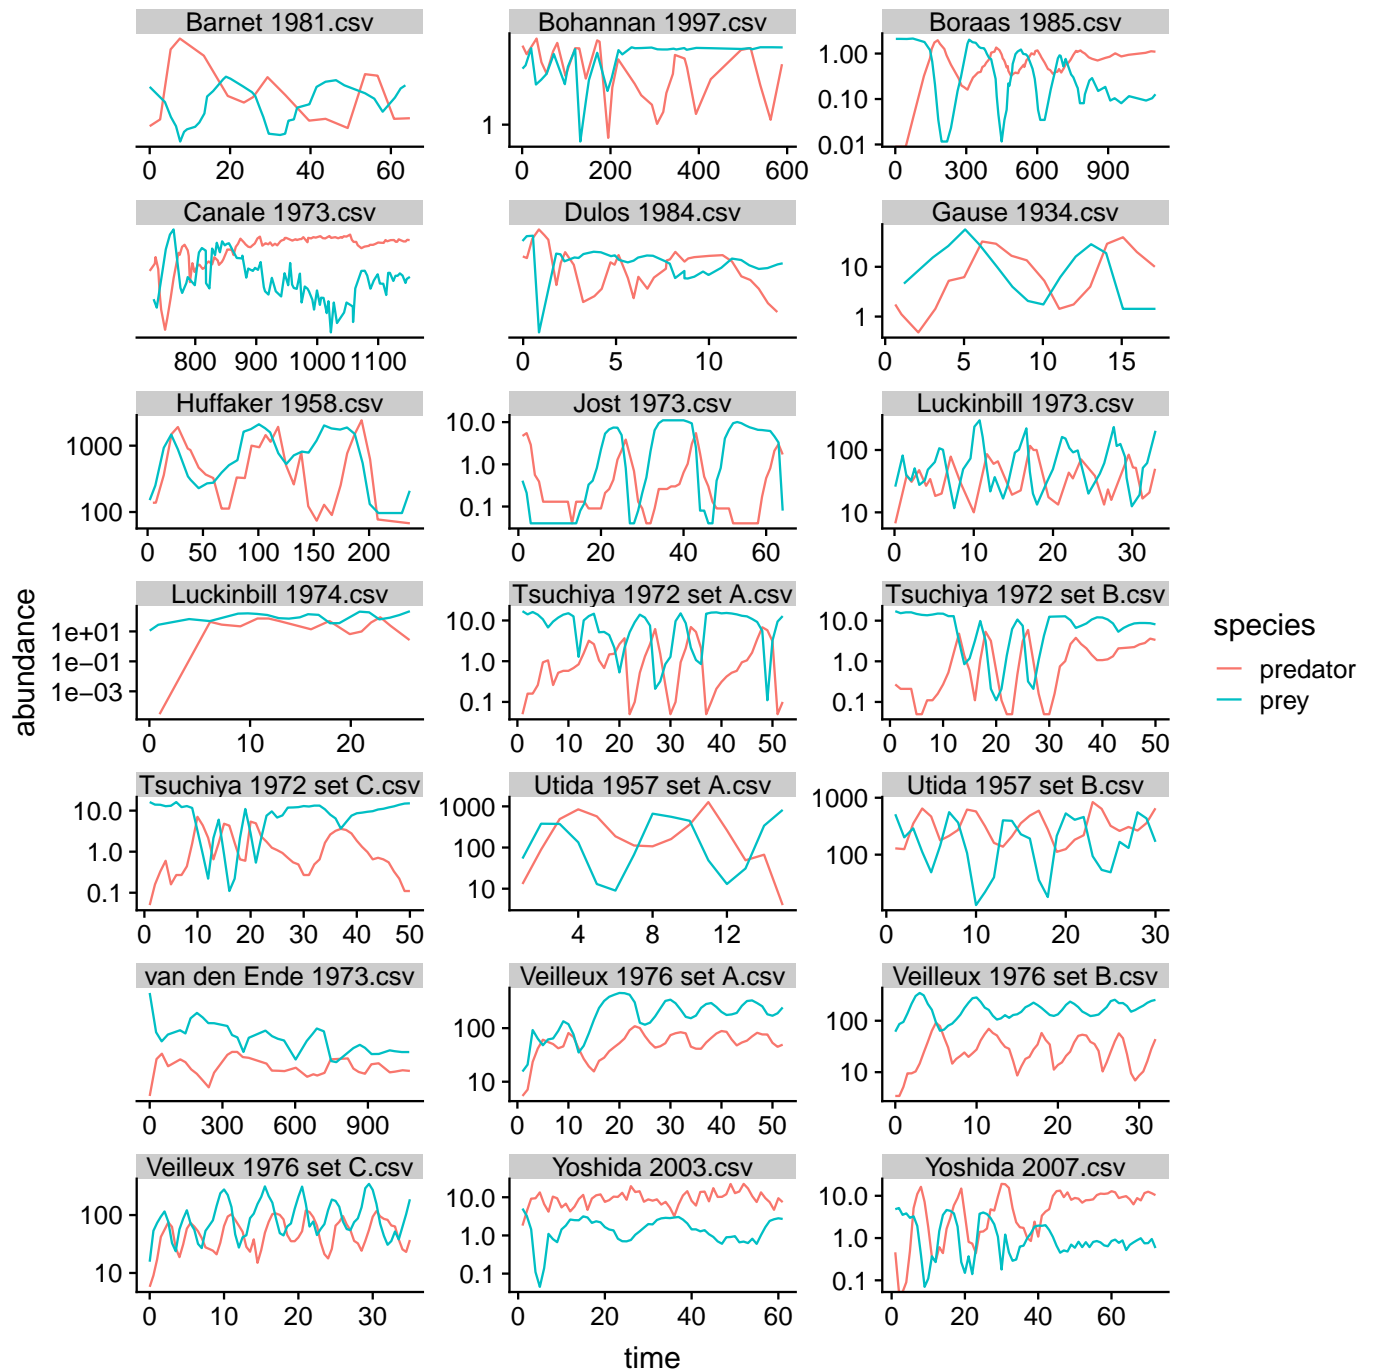 Barnet 1981.csv
0 20 40 60
Bohannan 1997.csv
1
200 400 600
Boraas 1985.csv
1.00
0.10
0.01
0 300 600 900
Canale 1973.csv
800 900 1000 1100
Dulos 1984.csv
0 5 10
Gause 1934.csv
10
1
0 5 10 15
Huffaker 1958.csv
1000
100
0 50 100 150 200
Jost 1973.csv
10.0
1.0
0.1
0 20 40 60
Luckinbill 1973.csv
100
10
0 10 20 30
Luckinbill 1974.csv
1e+01
1e−01
1e−03
0 10 20
Tsuchiya 1972 set A.csv
10.0
1.0
0.1
0 10 20 30 40 50
Tsuchiya 1972 set B.csv
10.0
1.0
0.1
0 10 20 30 40 50
Tsuchiya 1972 set C.csv
10.0
1.0
0.1
0 10 20 30 40 50
Utida 1957 set A.csv
1000
100
10
4 8 12
Utida 1957 set B.csv
1000
100
0 10 20 30
van den Ende 1973.csv
0 300 600 900
Veilleux 1976 set A.csv
100
10
0 10 20 30 40 50
Veilleux 1976 set B.csv
100
10
0 10 20 30
Veilleux 1976 set C.csv
100
10
0 10 20 30
Yoshida 2003.csv
10.0
1.0
0.1
0 20 40 60
Yoshida 2007.csv
10.0
1.0
0.1
0 20 40 60
abundance
time
species
predator
prey